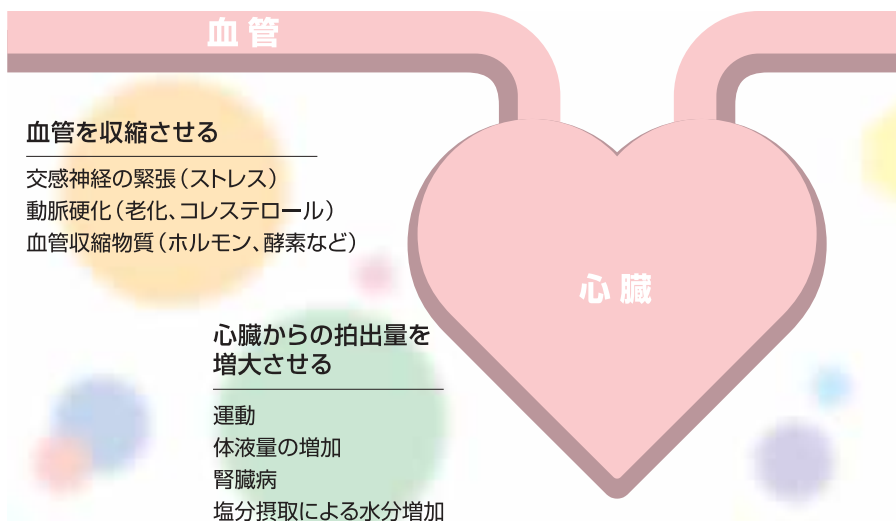 血管
血管を収縮させる
交感神経の緊張（ストレス）
動脈硬化（老化、コレステロール）
血管収縮物質（ホルモン、酵素など）
心臓
心臓からの拍出量を
増大させる
運動
体液量の増加
腎臓病
塩分摂取による水分増加